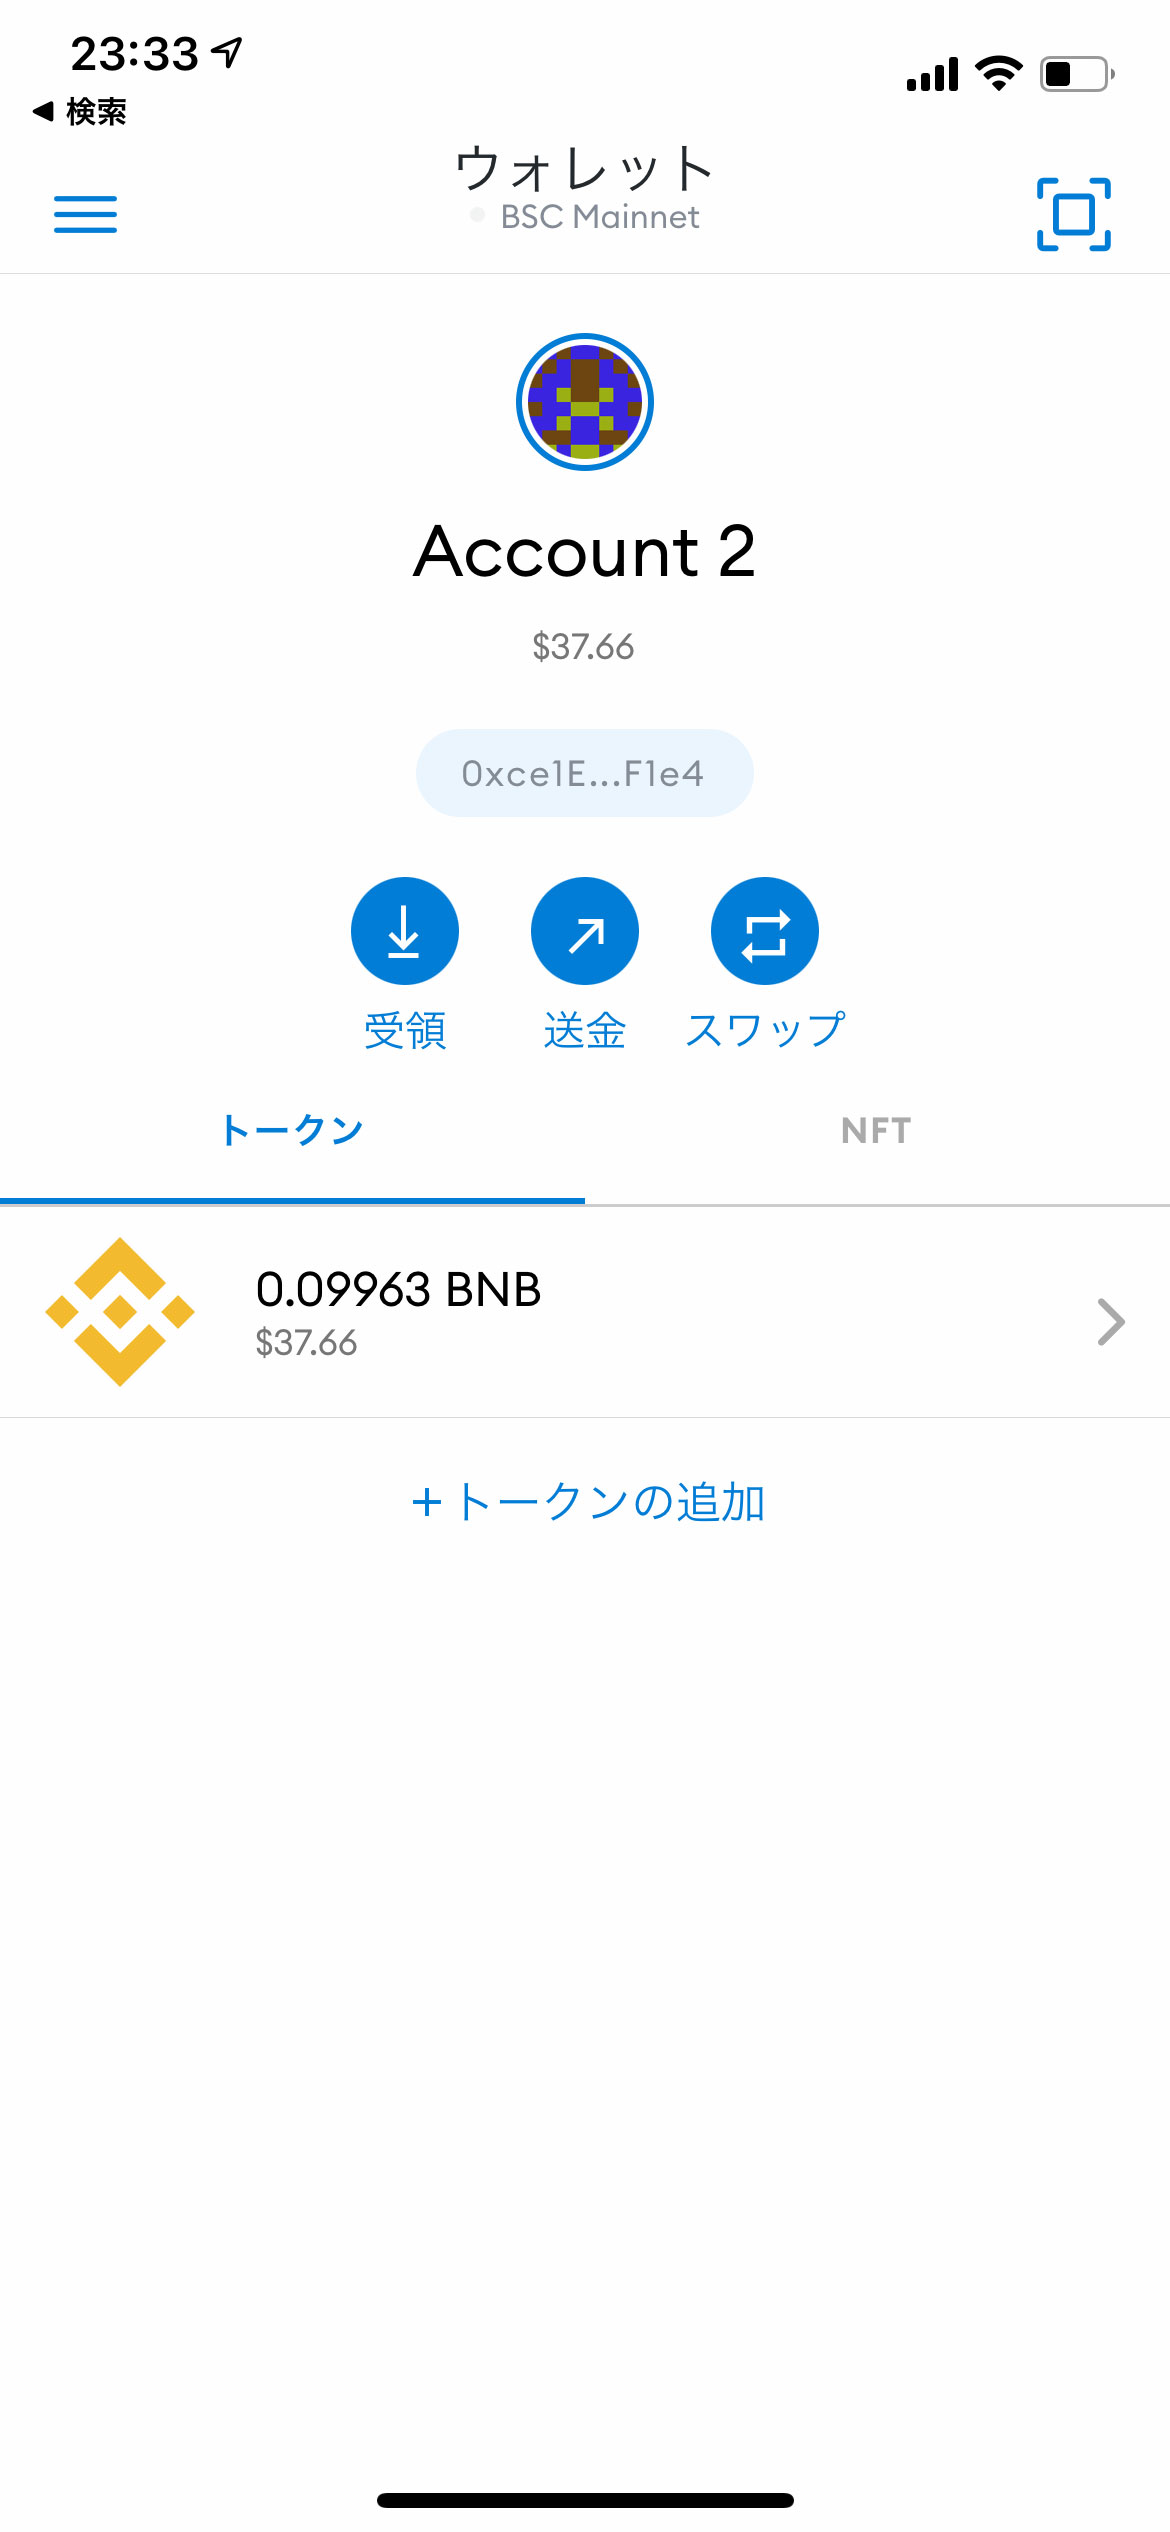 23:33
◀ 検索
ウォレット
BSC Mainnet
Account 2
$37.66
0xce1E...F1e4
受領
送金
スワップ
トークン
NFT
0.09963 BNB
$37.66
+トークンの追加